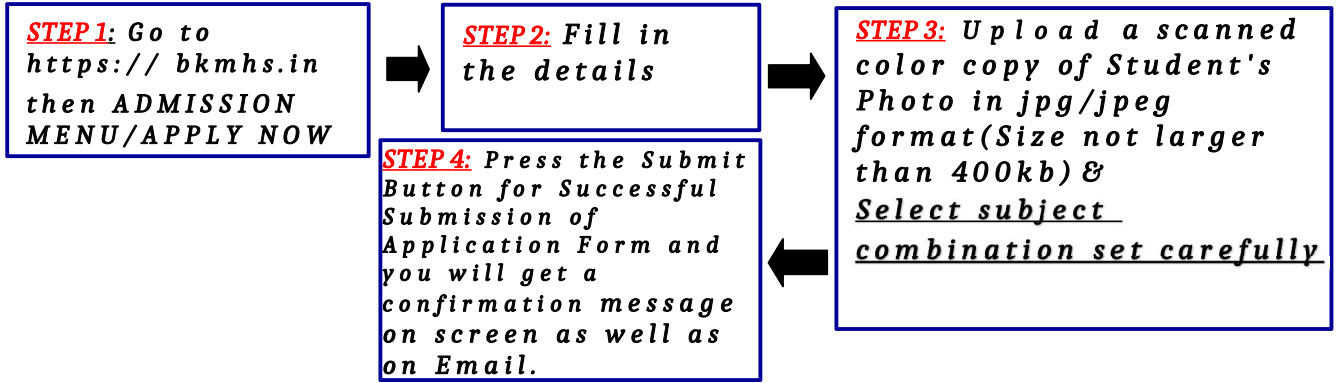 STEP 1: Go to
https:// bkmhs.in
then ADMISSION
MENU/APPLY NOW
STEP 2: Fill in
the details
STEP 3: Upload a scanned
color copy of Student's
Photo in jpg/jpeg
format(Size not larger
than 400kb) &
Select subject
combination set carefully
STEP 4: Press the Submit
Button for Successful
Submission of
Application Form and
you will get a
confirmation message
on screen as well as
on Email.